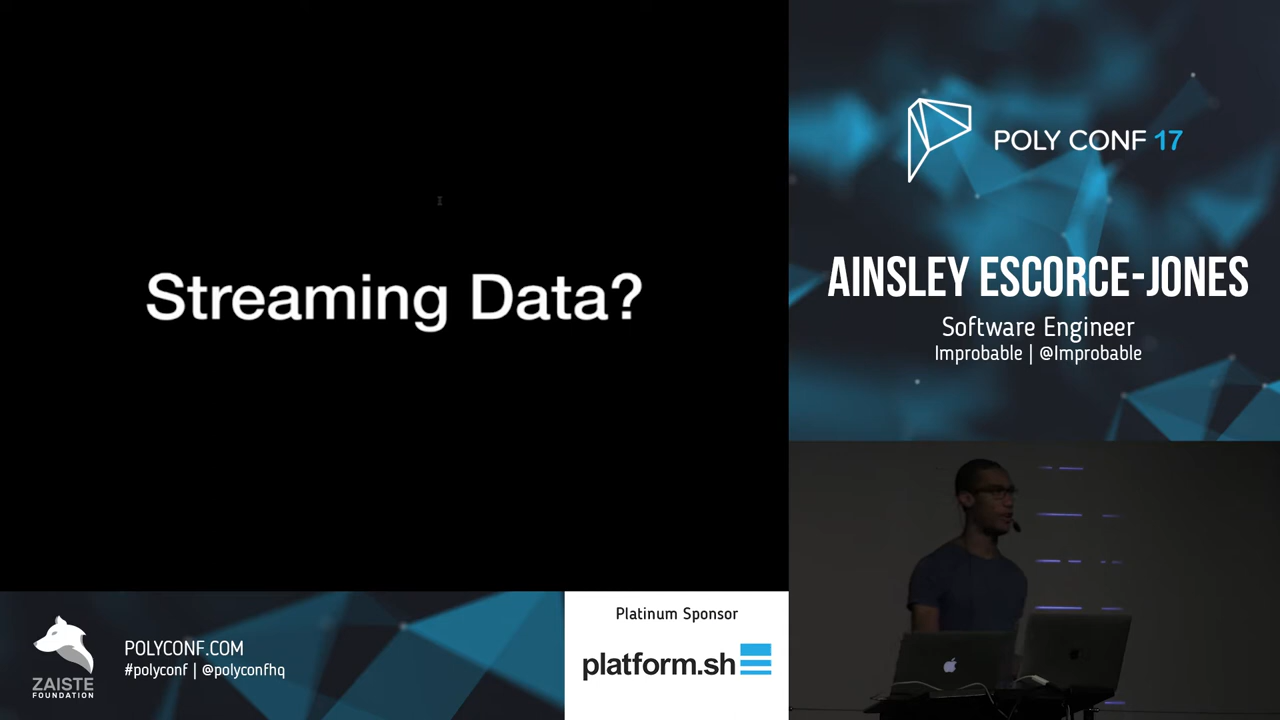 Streaming Data?
POLY CONF 17
AINSLEY ESCORCE-JONES
Software Engineer
Improbable | @Improbable
ZAISTE
FOUNDATION
POLYCONF.COM
#polyconf | @polyconfhq
Platinum Sponsor
platform.sh